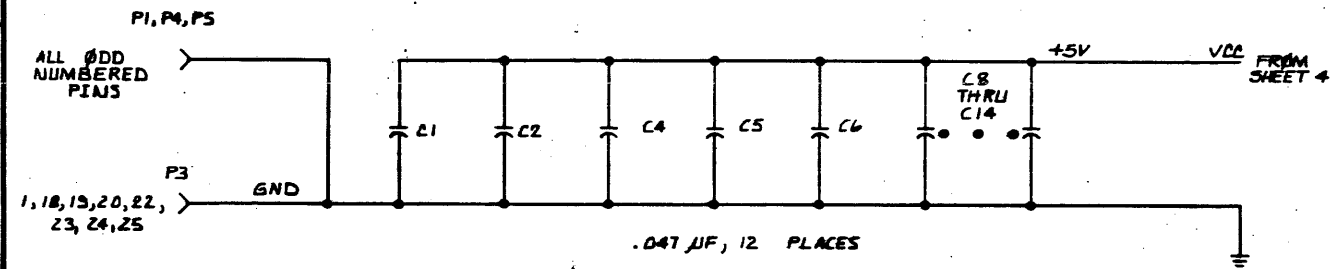 P1, P4, P5
ALL ØDD
NUMBERED
PINS
P3
1, 18, 19, 20, 22,
23, 24, 25
GND
C1
C2
C4
C5
C6
C8
THRU
C14
+5V
VCC
FRØM
SHEET 4
.047 µF, 12 PLACES